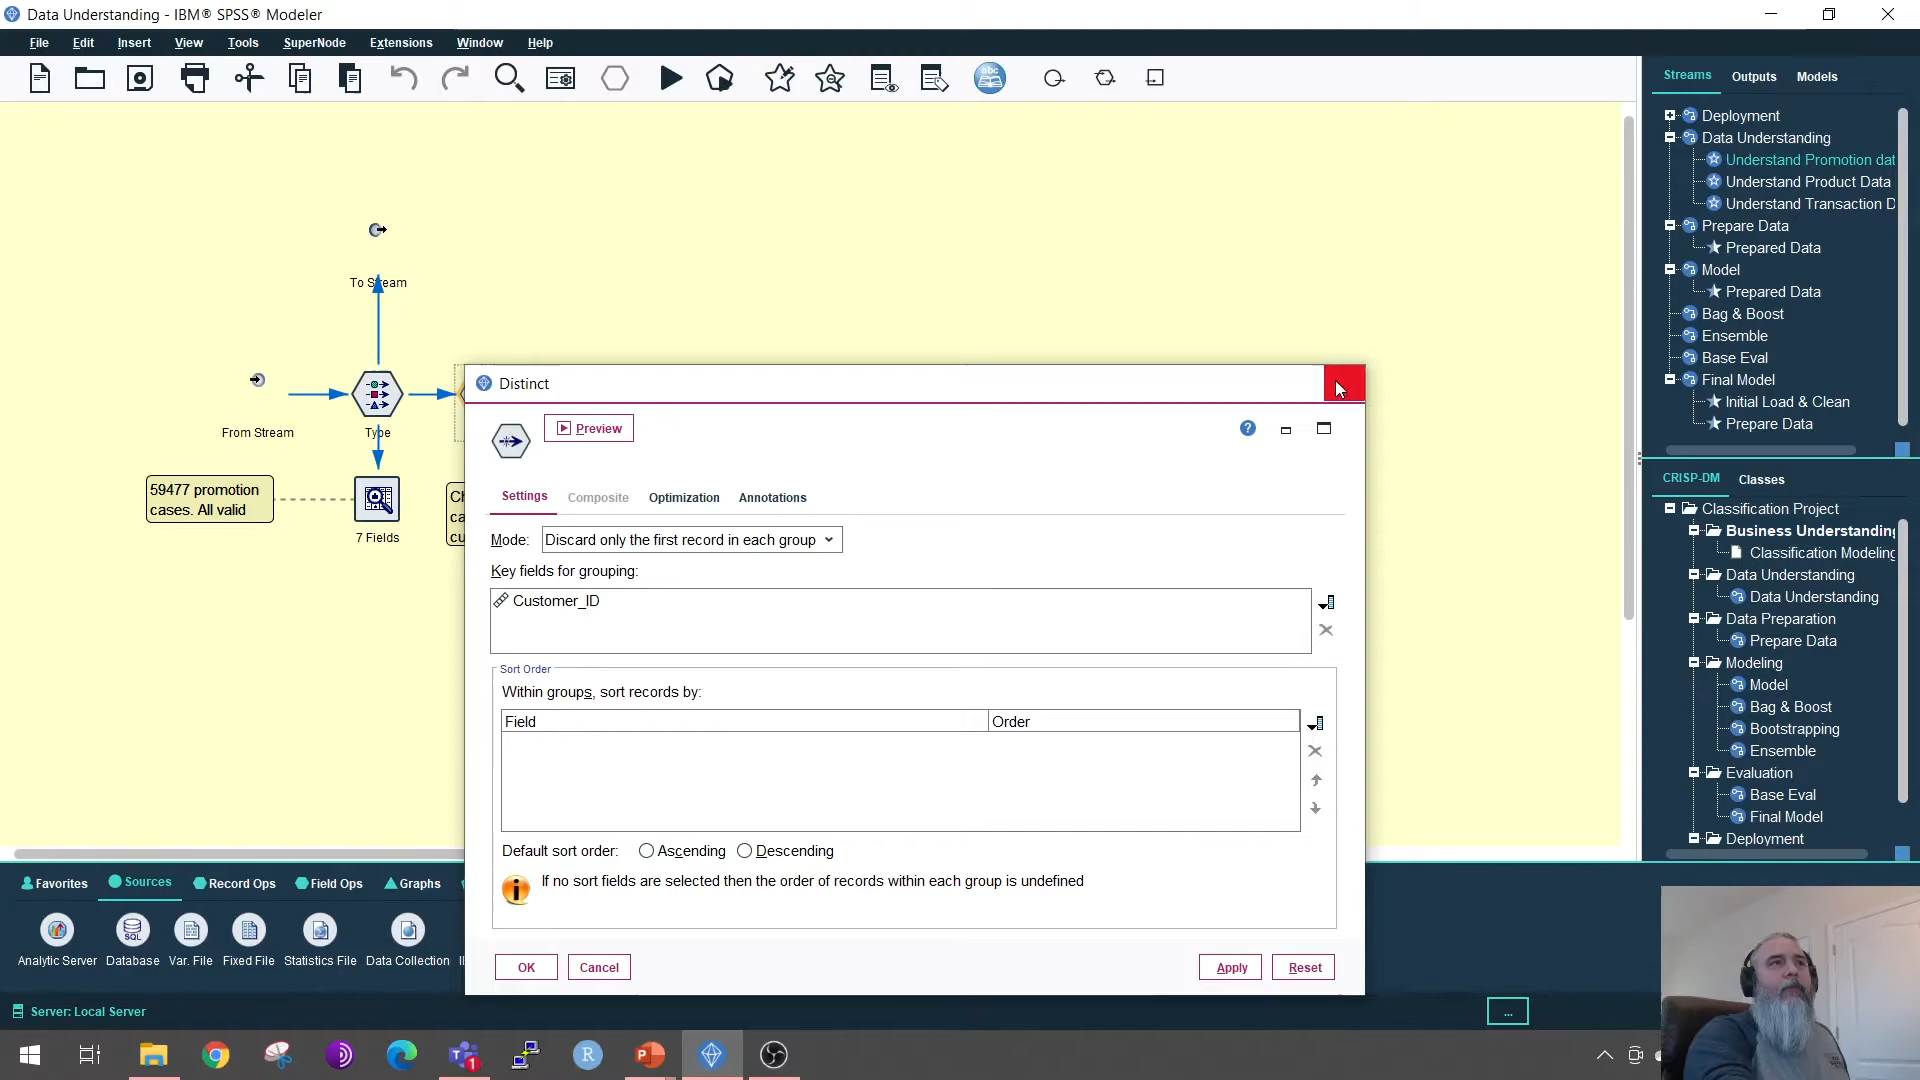 Data Understanding - IBM® SPSS® Modeler
File Edit Insert View Tools SuperNode Extensions Window Help
abc
Streams Outputs Models
Deployment
Data Understanding
Understand Promotion dat
Understand Product Data
Understand Transaction D
Prepare Data
Prepared Data
Model
Prepared Data
Bag & Boost
Ensemble
Base Eval
Final Model
Initial Load & Clean
Prepare Data
CRISP-DM Classes
Classification Project
Business Understanding
Classification Modeling
Data Understanding
Data Understanding
Data Preparation
Prepare Data
Modeling
Model
Bag & Boost
Bootstrapping
Ensemble
Evaluation
Base Eval
Final Model
Deployment
To Stream
From Stream
Type
59477 promotion
cases. All valid
7 Fields
Ch
ca
cu
Distinct
Preview
?
Settings Composite Optimization Annotations
Mode: Discard only the first record in each group
Key fields for grouping:
Customer_ID
Sort Order
Within groups, sort records by:
Field Order
Default sort order: Ascending Descending
If no sort fields are selected then the order of records within each group is undefined
OK Cancel Apply Reset
Favorites Sources Record Ops Field Ops Graphs
SQL
Analytic Server Database Var. File Fixed File Statistics File Data Collection
Server: Local Server
...
1
R